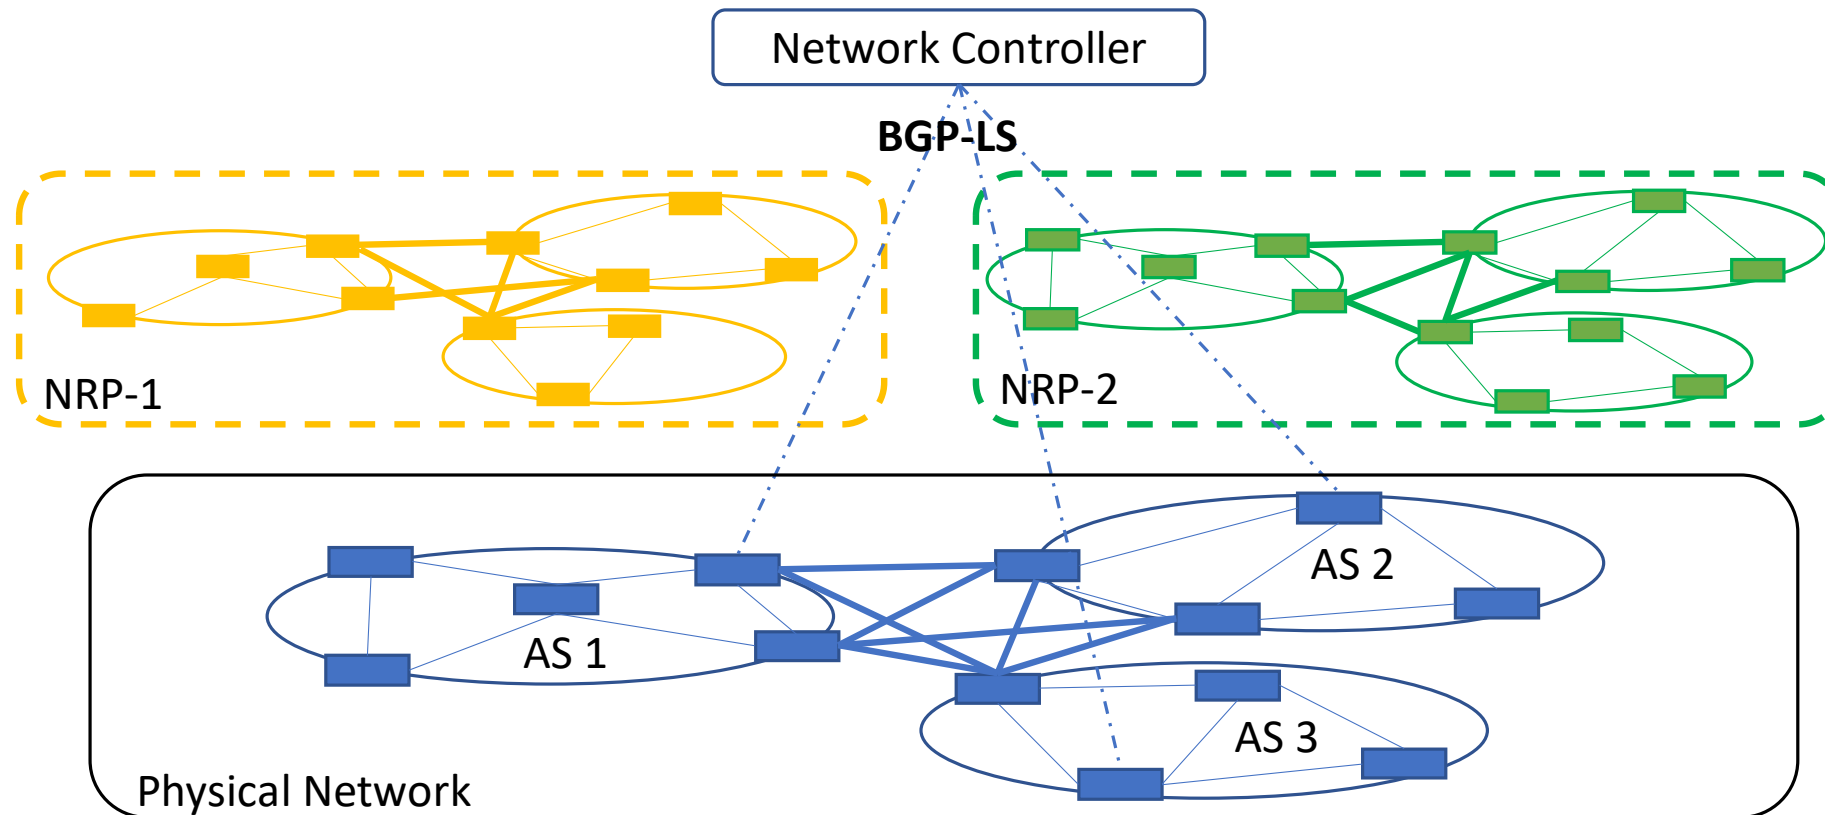 Network Controller
BGP-LS
NRP-1
NRP-2
AS 2
AS 1
AS 3
Physical Network